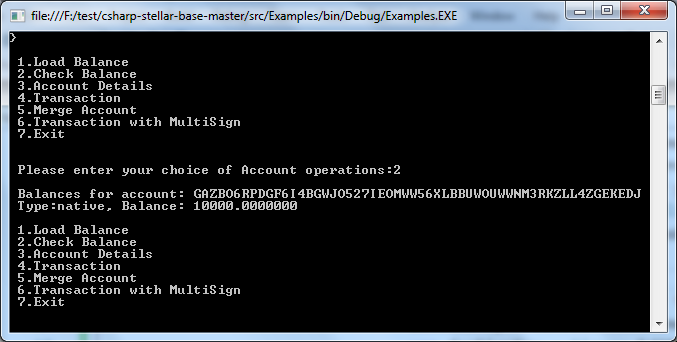 file:///F:/test/csharp-stellar-base-master/src/Examples/bin/Debug/Examples.EXE
}
1.Load Balance
2.Check Balance
3.Account Details
4.Transaction
5.Merge Account
6.Transaction with MultiSign
7.Exit
Please enter your choice of Account operations:2
Balances for account: GAZBO6RPDGF6I4BGWJO527IEOMWW56XLBBUWOUWWNM3RKZLL4ZGEKEDJ
Type:native, Balance: 10000.0000000
1.Load Balance
2.Check Balance
3.Account Details
4.Transaction
5.Merge Account
6.Transaction with MultiSign
7.Exit